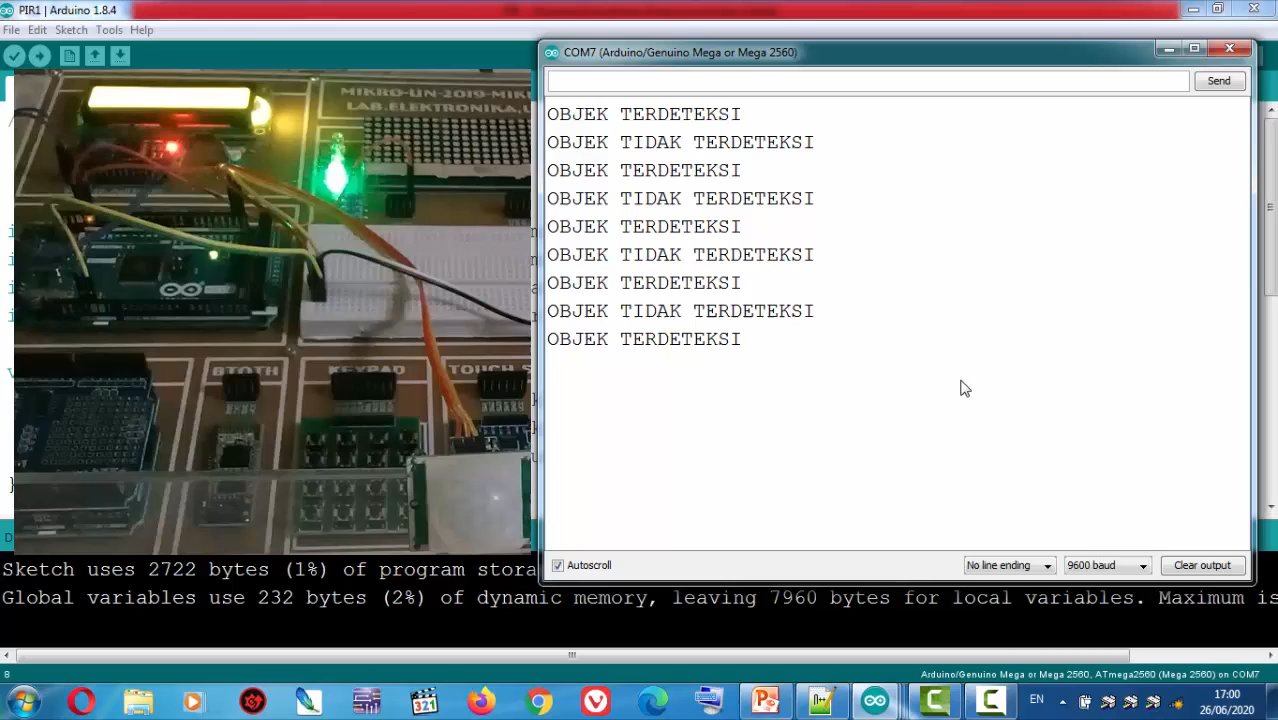 PIR1 | Arduino 1.8.4
File Edit Sketch Tools Help
COM7 (Arduino/Genuino Mega or Mega 2560)
Send
OBJEK TERDETEKSI
OBJEK TIDAK TERDETEKSI
OBJEK TERDETEKSI
OBJEK TIDAK TERDETEKSI
OBJEK TERDETEKSI
OBJEK TIDAK TERDETEKSI
OBJEK TERDETEKSI
OBJEK TIDAK TERDETEKSI
OBJEK TERDETEKSI
MIKRO-UN-2019-MIK
LAB.ELEKTRONIKA,U
BTOTH
KEYPAD
TOUCH S
Autoscroll
No line ending
9600 baud
Clear output
Sketch uses 2722 bytes (1%) of program stora
Global variables use 232 bytes (2%) of dynamic memory, leaving 7960 bytes for local variables. Maximum is
8
Arduino/Genuino Mega or Mega 2560, ATmega2560 (Mega 2560) on COM7
321
EN
17:00
26/06/2020